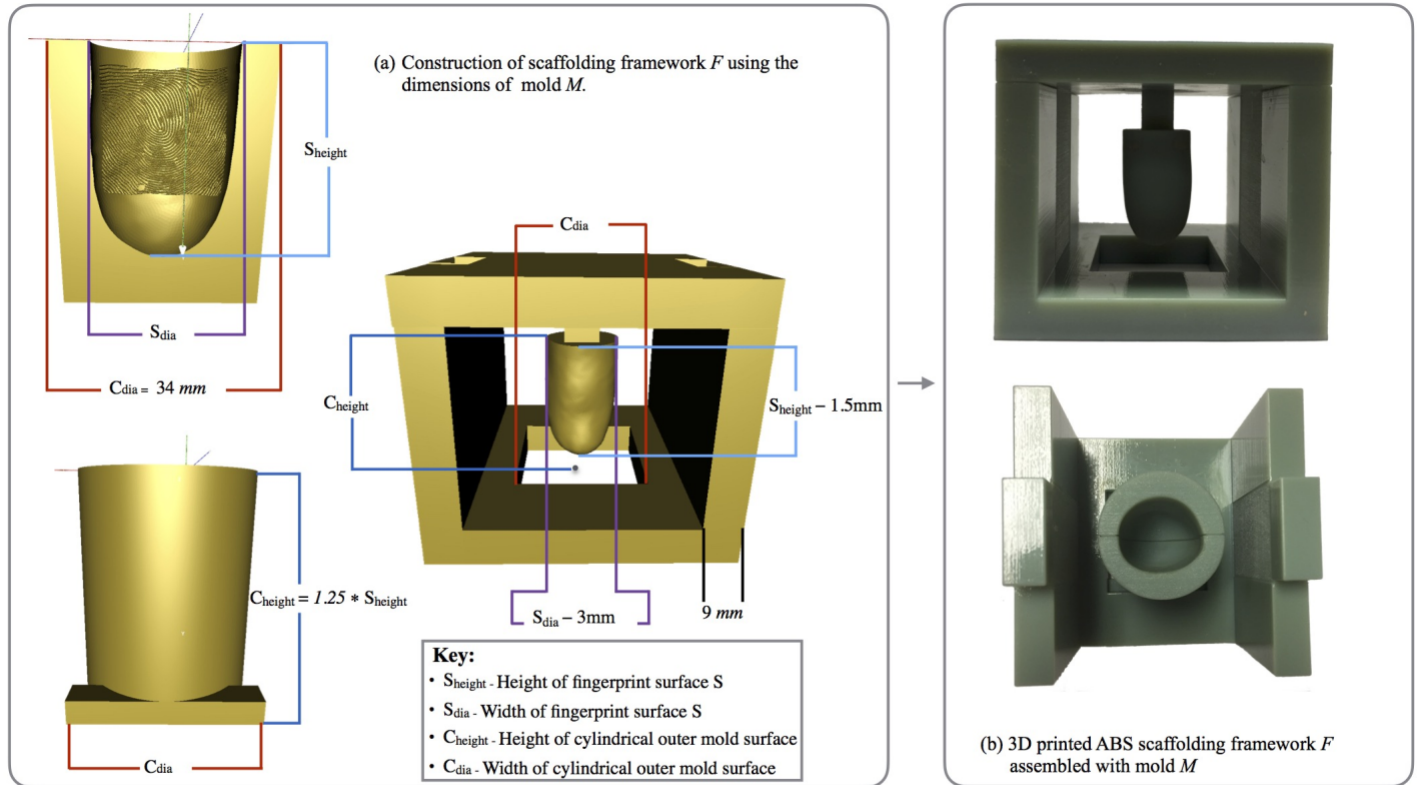 (a) Construction of scaffolding framework F using the
dimensions of mold M.
Sheight
Sdia
Cdia = 34 mm
Cheight = 1.25 * Sheight
Cdia
Cdia
Cheight
Sheight – 1.5mm
Sdia – 3mm
9 mm
Key:
• Sheight - Height of fingerprint surface S
• Sdia - Width of fingerprint surface S
• Cheight - Height of cylindrical outer mold surface
• Cdia - Width of cylindrical outer mold surface
(b) 3D printed ABS scaffolding framework F
assembled with mold M